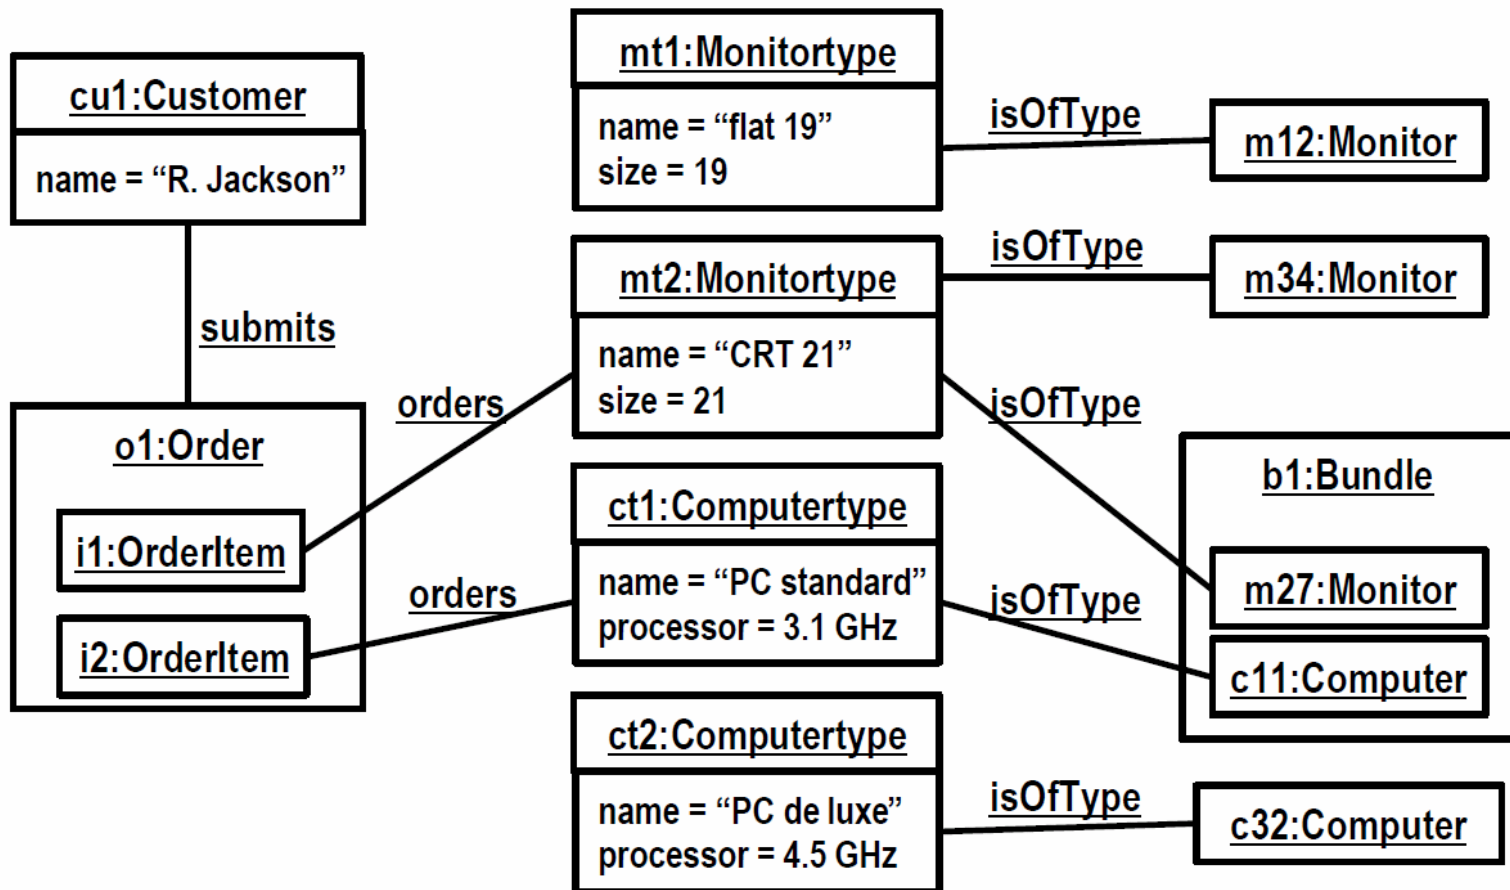 cu1:Customer
name = “R. Jackson”
submits
o1:Order
i1:OrderItem
i2:OrderItem
orders
orders
mt1:Monitortype
name = “flat 19”
size = 19
mt2:Monitortype
name = “CRT 21”
size = 21
ct1:Computertype
name = “PC standard”
processor = 3.1 GHz
ct2:Computertype
name = “PC de luxe”
processor = 4.5 GHz
isOfType
isOfType
isOfType
isOfType
isOfType
m12:Monitor
m34:Monitor
b1:Bundle
m27:Monitor
c11:Computer
c32:Computer